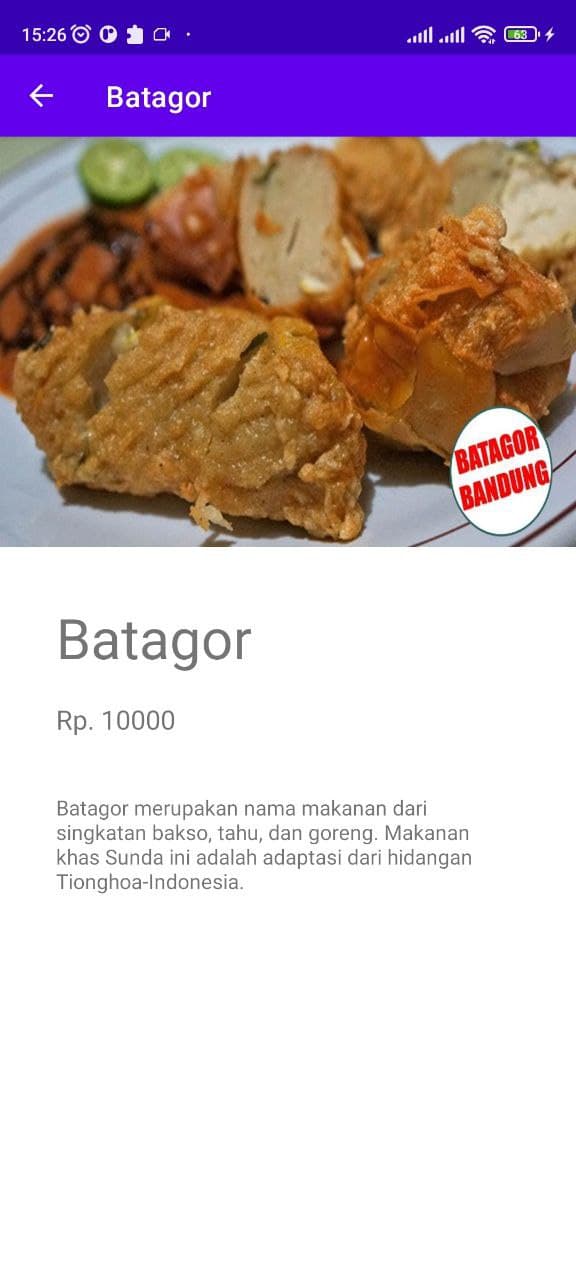 15:26
63
Batagor
BATAGOR
BANDUNG
Batagor
Rp. 10000
Batagor merupakan nama makanan dari
singkatan bakso, tahu, dan goreng. Makanan
khas Sunda ini adalah adaptasi dari hidangan
Tionghoa-Indonesia.